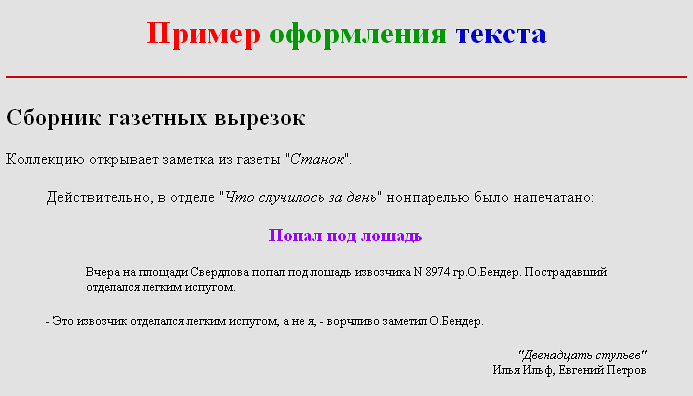 Пример оформления текста
Сборник газетных вырезок
Коллекцию открывает заметка из газеты "Станок".
Действительно, в отделе "Что случилось за день" нонпарелью было напечатано:
Попал под лошадь
Вчера на площади Свердлова попал под лошадь извозчика N 8974 гр.О.Бендер. Пострадавший
отделался легким испугом.
- Это извозчик отделался легким испугом, а не я, - ворчливо заметил О.Бендер.
"Двенадцать стульев"
Илья Ильф, Евгений Петров